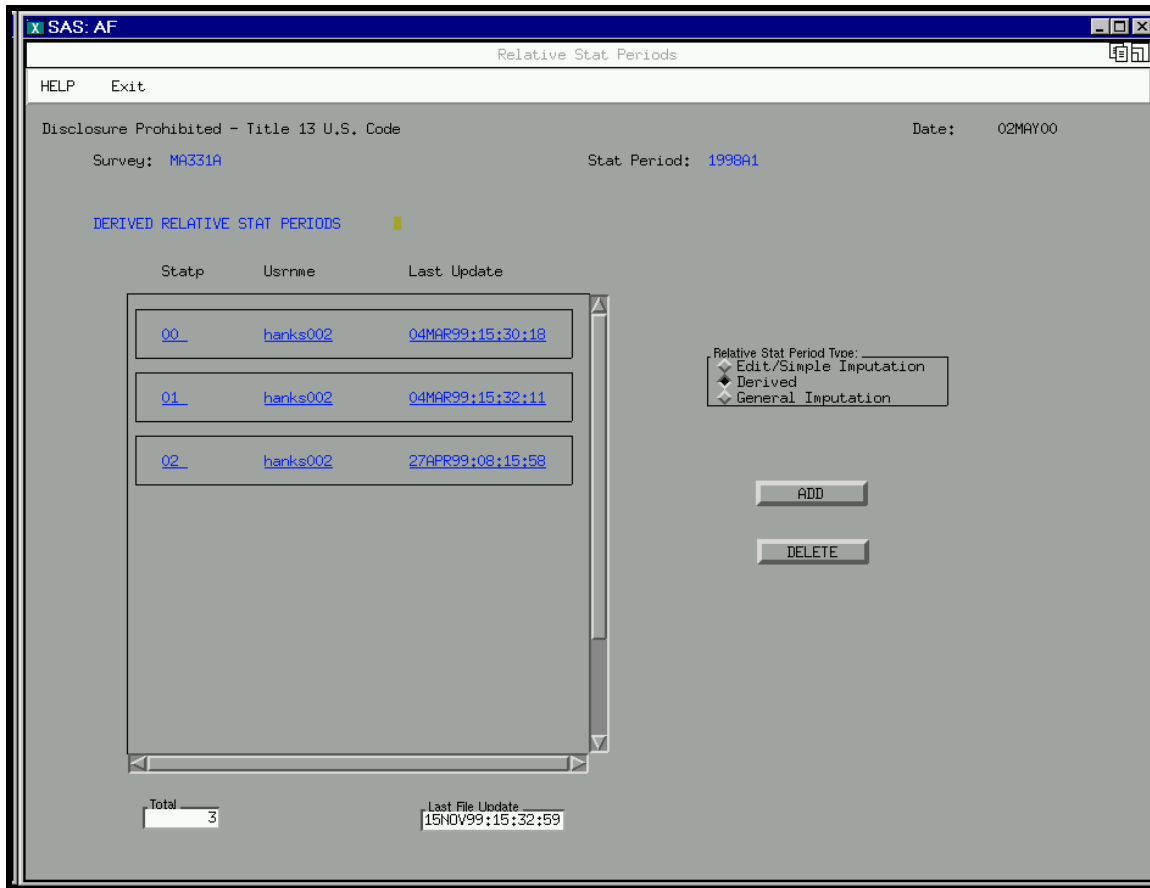 SAS: AF
Relative Stat Periods
HELP Exit
Disclosure Prohibited - Title 13 U.S. Code Date: 02MAY00
Survey: MA331A Stat Period: 1998A1
DERIVED RELATIVE STAT PERIODS
Statp Usrnme Last Update
00_ hanks002 04MAR99:15:30:18
01_ hanks002 04MAR99:15:32:11
02_ hanks002 27APR99:08:15:58
Relative Stat Period Type:
Edit/Simple Imputation
Derived
General Imputation
ADD
DELETE
Total
3
Last File Update
15NOV99:15:32:59